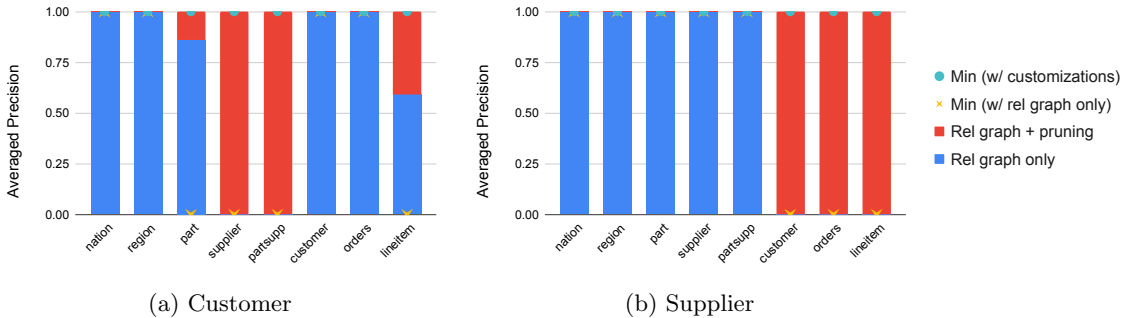 Averaged Precision
1.00
0.75
0.50
0.25
0.00
nation
region
part
supplier
partsupp
customer
orders
lineitem
(a) Customer
Averaged Precision
1.00
0.75
0.50
0.25
0.00
nation
region
part
supplier
partsupp
customer
orders
lineitem
(b) Supplier
Min (w/ customizations)
Min (w/ rel graph only)
Rel graph + pruning
Rel graph only